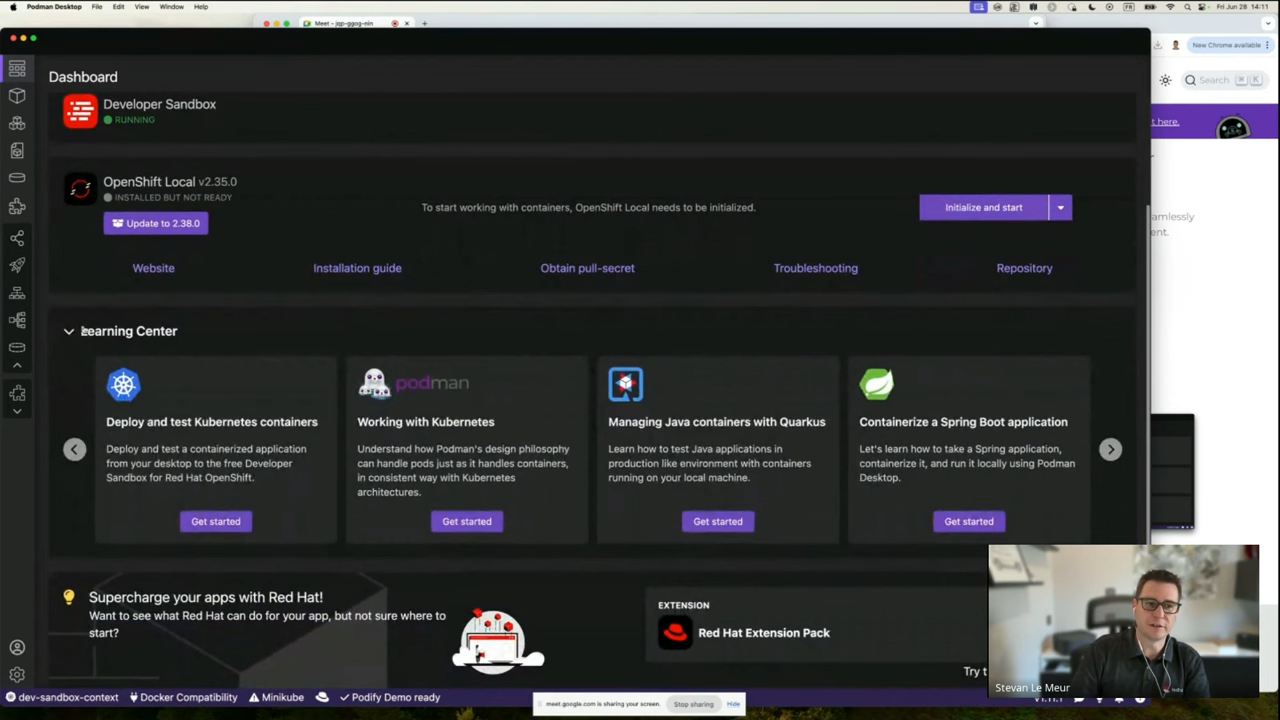 Podman Desktop File Edit View Window Help
FR
Fri Jun 28 14:11
Meet - jqp-ggog-nin
New Chrome available
Search ⌘ K
t here.
Dashboard
Developer Sandbox
RUNNING
OpenShift Local v2.35.0
INSTALLED BUT NOT READY
Update to 2.38.0
To start working with containers, OpenShift Local needs to be initialized.
Initialize and start
eamlessly
ent.
Website Installation guide Obtain pull-secret Troubleshooting Repository
Learning Center
podman
Deploy and test Kubernetes containers
Deploy and test a containerized application
from your desktop to the free Developer
Sandbox for Red Hat OpenShift.
Get started
Working with Kubernetes
Understand how Podman's design philosophy
can handle pods just as it handles containers,
in consistent way with Kubernetes
architectures.
Get started
Managing Java containers with Quarkus
Learn how to test Java applications in
production like environment with containers
running on your local machine.
Get started
Containerize a Spring Boot application
Let's learn how to take a Spring application,
containerize it, and run it locally using Podman
Desktop.
Get started
Supercharge your apps with Red Hat!
Want to see what Red Hat can do for your app, but not sure where to
start?
EXTENSION
Red Hat Extension Pack
Try t
Stevan Le Meur
dev-sandbox-context Docker Compatibility Minikube Podify Demo ready
meet.google.com is sharing your screen. Stop sharing Hide